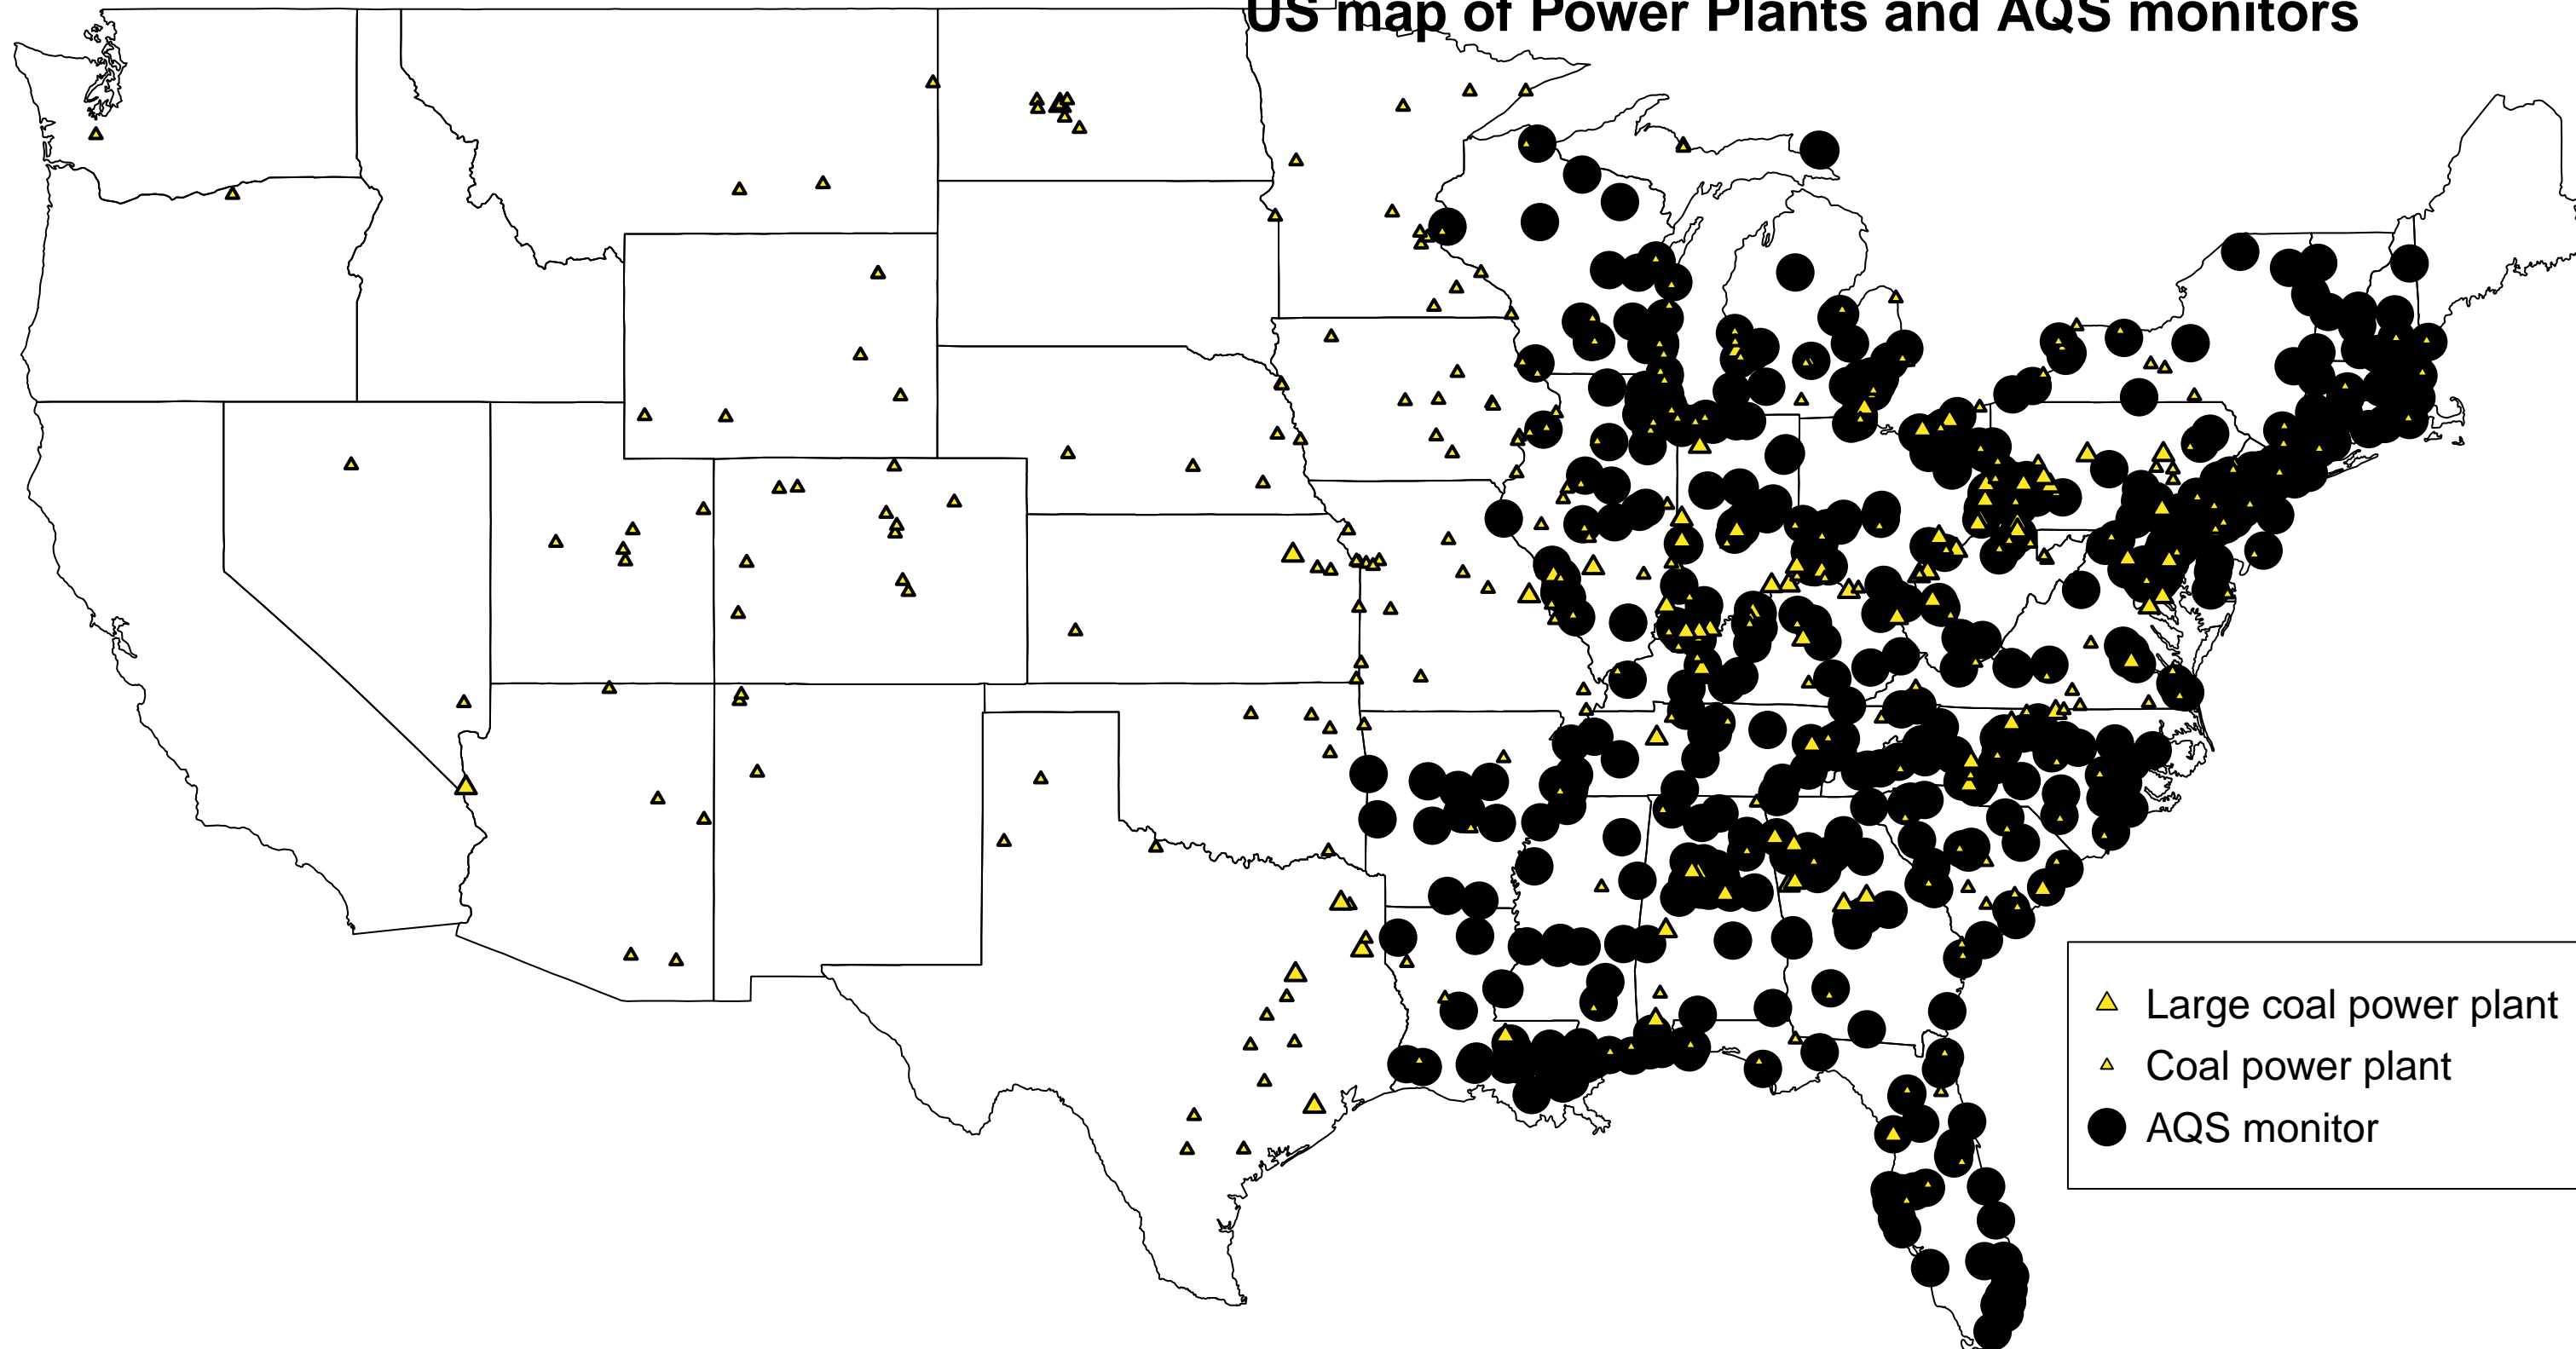 US map of Power Plants and AQS monitors
Large coal power plant
Coal power plant
AQS monitor